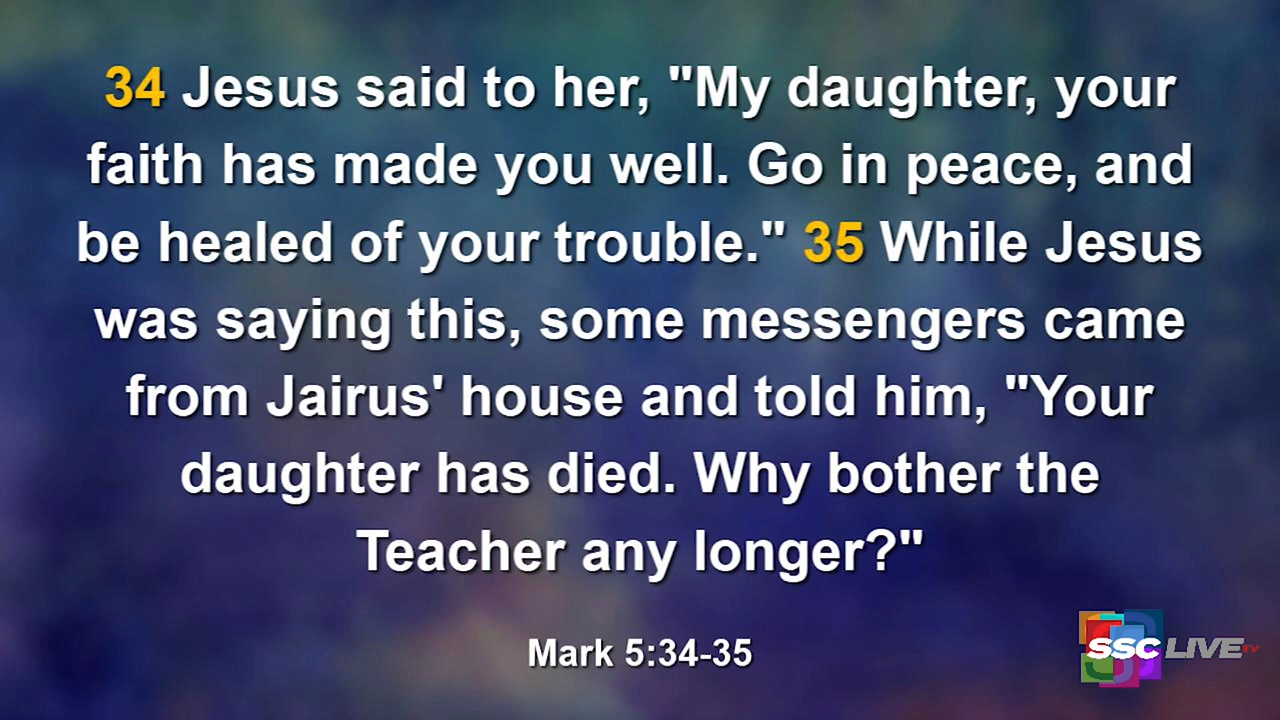 34 Jesus said to her, "My daughter, your
faith has made you well. Go in peace, and
be healed of your trouble." 35 While Jesus
was saying this, some messengers came
from Jairus' house and told him, "Your
daughter has died. Why bother the
Teacher any longer?"
Mark 5:34-35
SSC LIVE TV